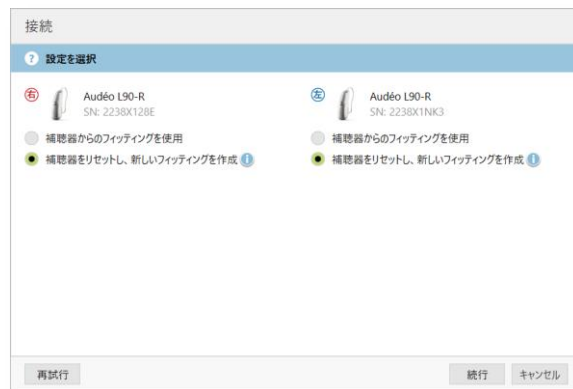 接続
? 設定を選択
右 Audéo L90-R
SN: 2238X128E
補聴器からのフィッティングを使用
補聴器をリセットし、新しいフィッティングを作成 i
左 Audéo L90-R
SN: 2238X1NK3
補聴器からのフィッティングを使用
補聴器をリセットし、新しいフィッティングを作成 i
再試行 続行 キャンセル